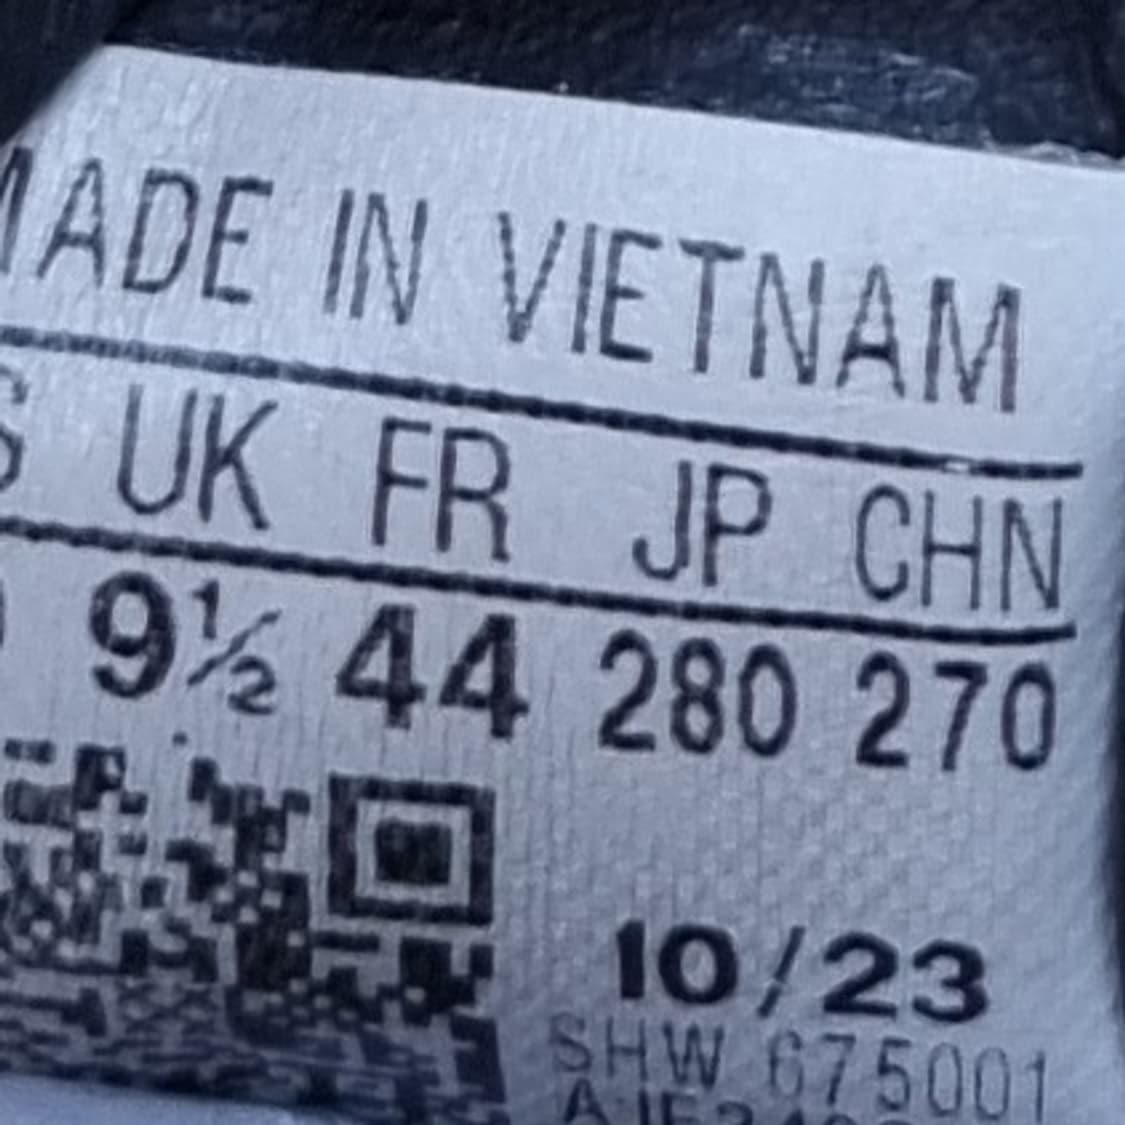 MADE IN VIETNAM
UK FR JP CHN
9½ 44 280 270
10/23
SHW 675001